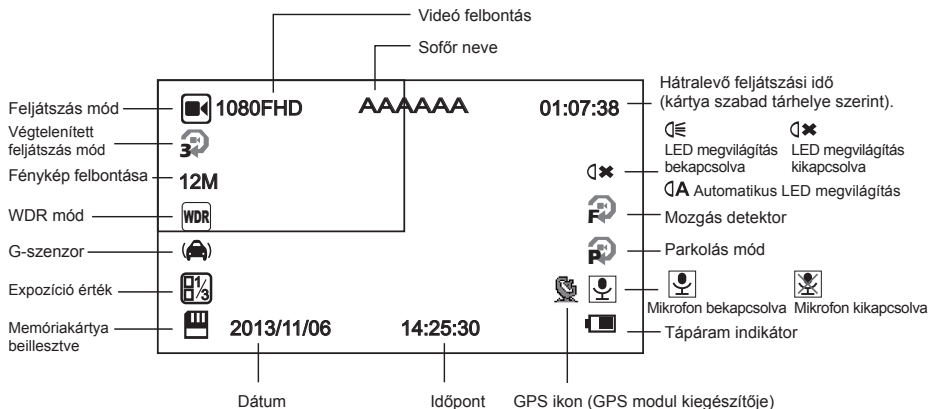 Videó felbontás
Sofőr neve
Feljátszás mód
1080FHD
AAAAAA
01:07:38
Hátralevő feljátszási idő
(kártya szabad tárhelye szerint).
Végtelenített
feljátszás mód
3
LED megvilágítás
bekapcsolva
LED megvilágítás
kikapcsolva
Fénykép felbontása
12M
A Automatikus LED megvilágítás
WDR mód
WDR
F
Mozgás detektor
G-szenzor
P
Parkolás mód
Expozíció érték
1/3
Mikrofon bekapcsolva
Mikrofon kikapcsolva
Memóriakártya
beillesztve
2013/11/06
14:25:30
Tápáram indikátor
Dátum
Időpont
GPS ikon (GPS modul kiegészítője)